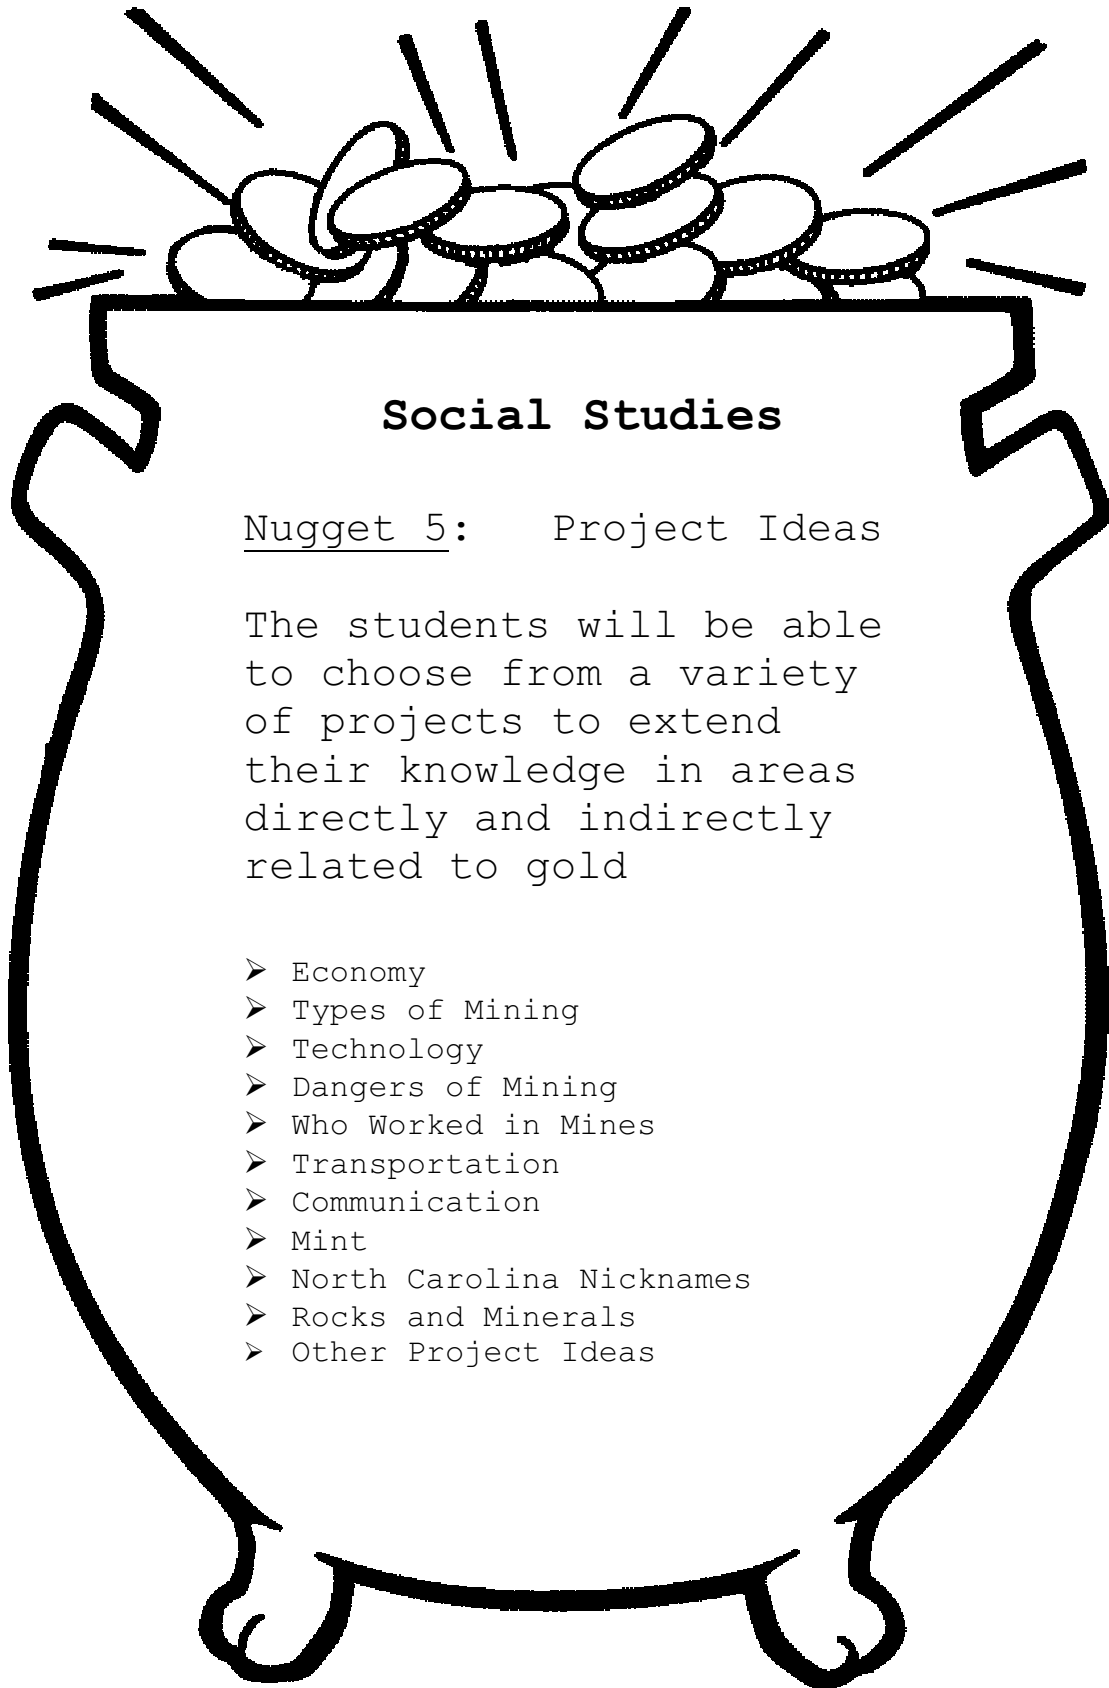 Social Studies
Nugget 5:   Project Ideas
The students will be able
to choose from a variety
of projects to extend
their knowledge in areas
directly and indirectly
related to gold
➢ Economy
➢ Types of Mining
➢ Technology
➢ Dangers of Mining
➢ Who Worked in Mines
➢ Transportation
➢ Communication
➢ Mint
➢ North Carolina Nicknames
➢ Rocks and Minerals
➢ Other Project Ideas